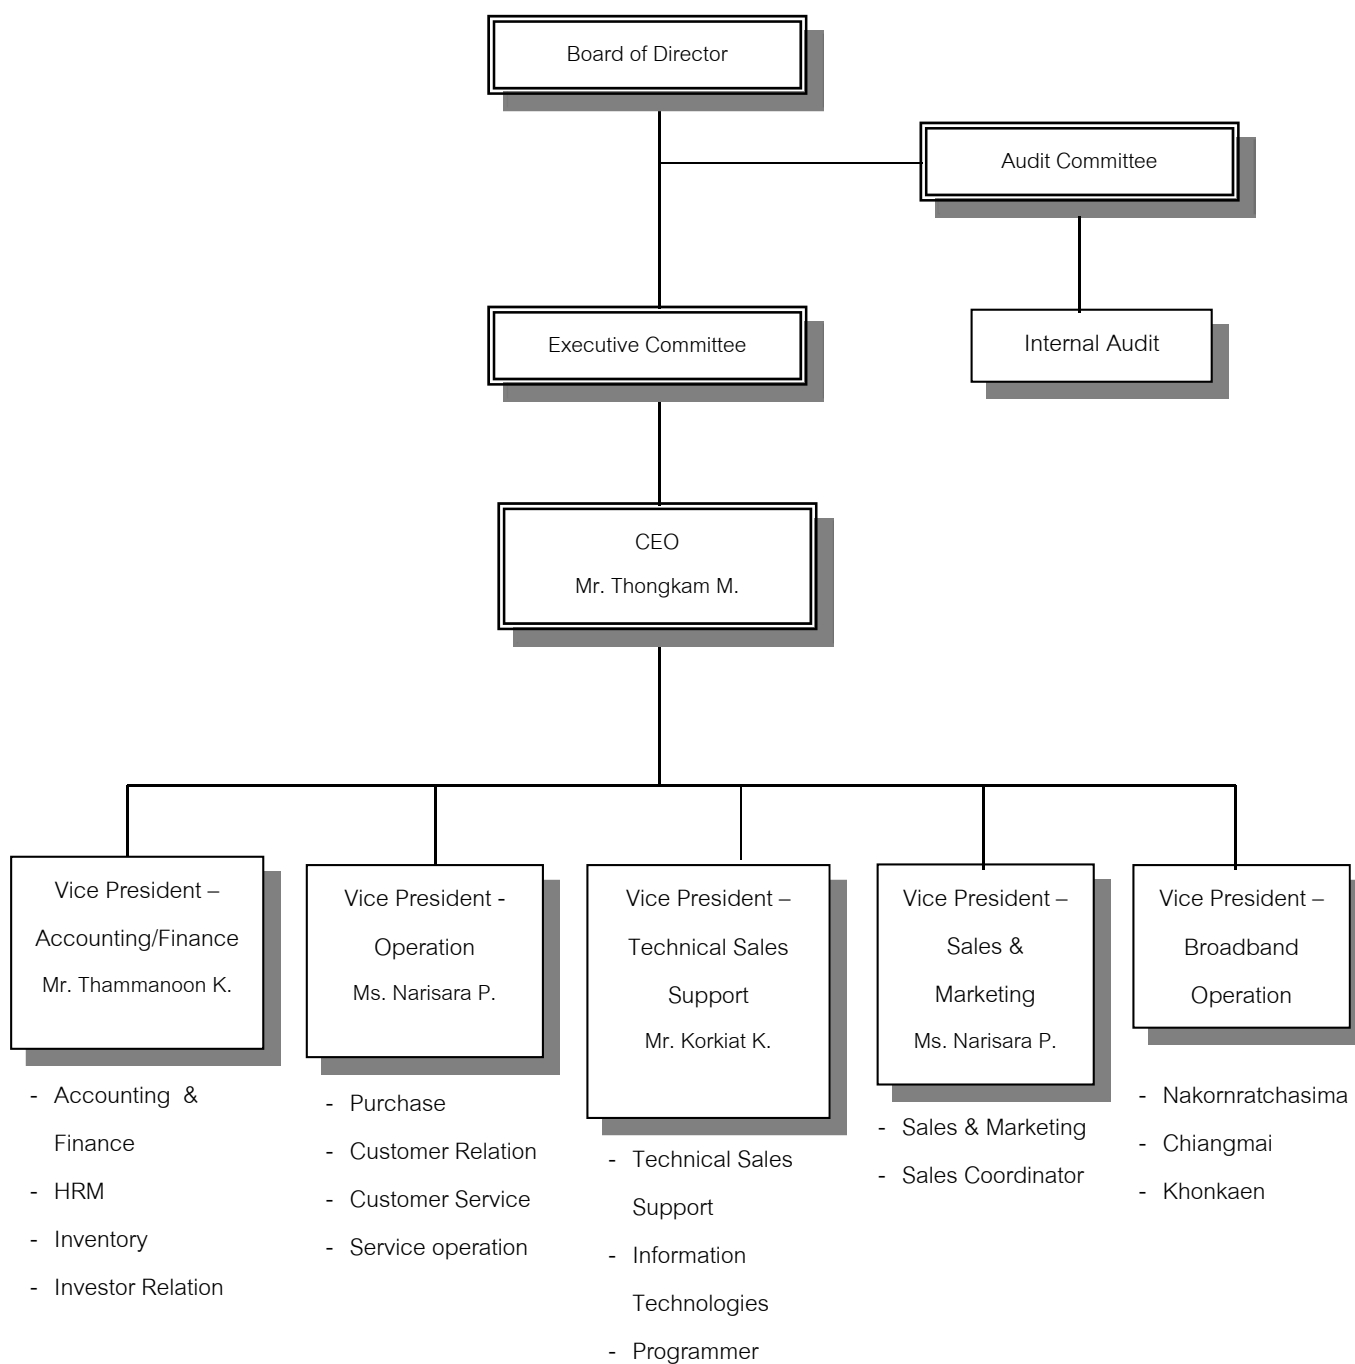 Board of Director
Audit Committee
Executive Committee
Internal Audit
CEO
Mr. Thongkam M.
Vice President –
Accounting/Finance
Mr. Thammanoon K.
Vice President -
Operation
Ms. Narisara P.
Vice President –
Technical Sales
Support
Mr. Korkiat K.
Vice President –
Sales &
Marketing
Ms. Narisara P.
Vice President –
Broadband
Operation
- Accounting &
Finance
- HRM
- Inventory
- Investor Relation
- Purchase
- Customer Relation
- Customer Service
- Service operation
- Technical Sales
Support
- Information
Technologies
- Programmer
- Sales & Marketing
- Sales Coordinator
- Nakornratchasima
- Chiangmai
- Khonkaen